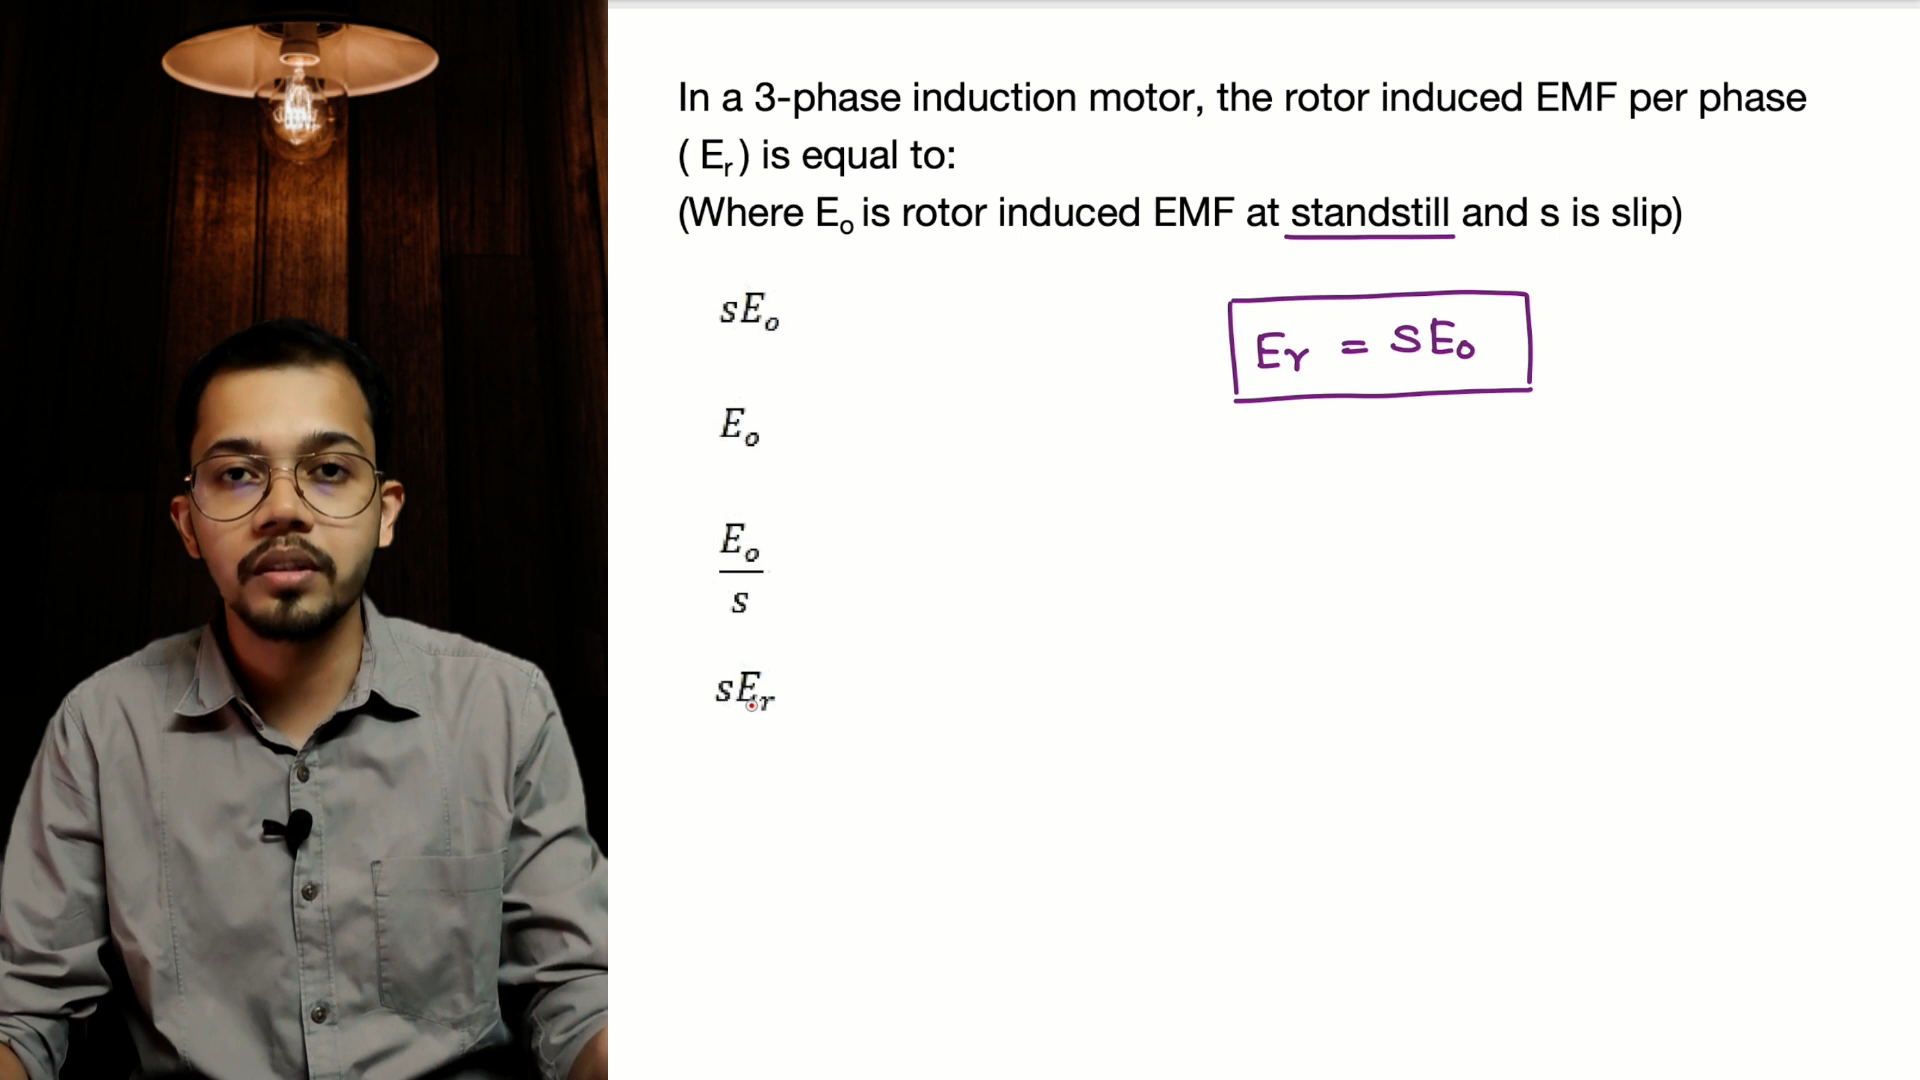 In a 3-phase induction motor, the rotor induced EMF per phase
( Eᵣ ) is equal to:
(Where Eₒ is rotor induced EMF at standstill and s is slip)
sEₒ
Eᵣ = SE₀
Eₒ
Eₒ
s
sEᵣ